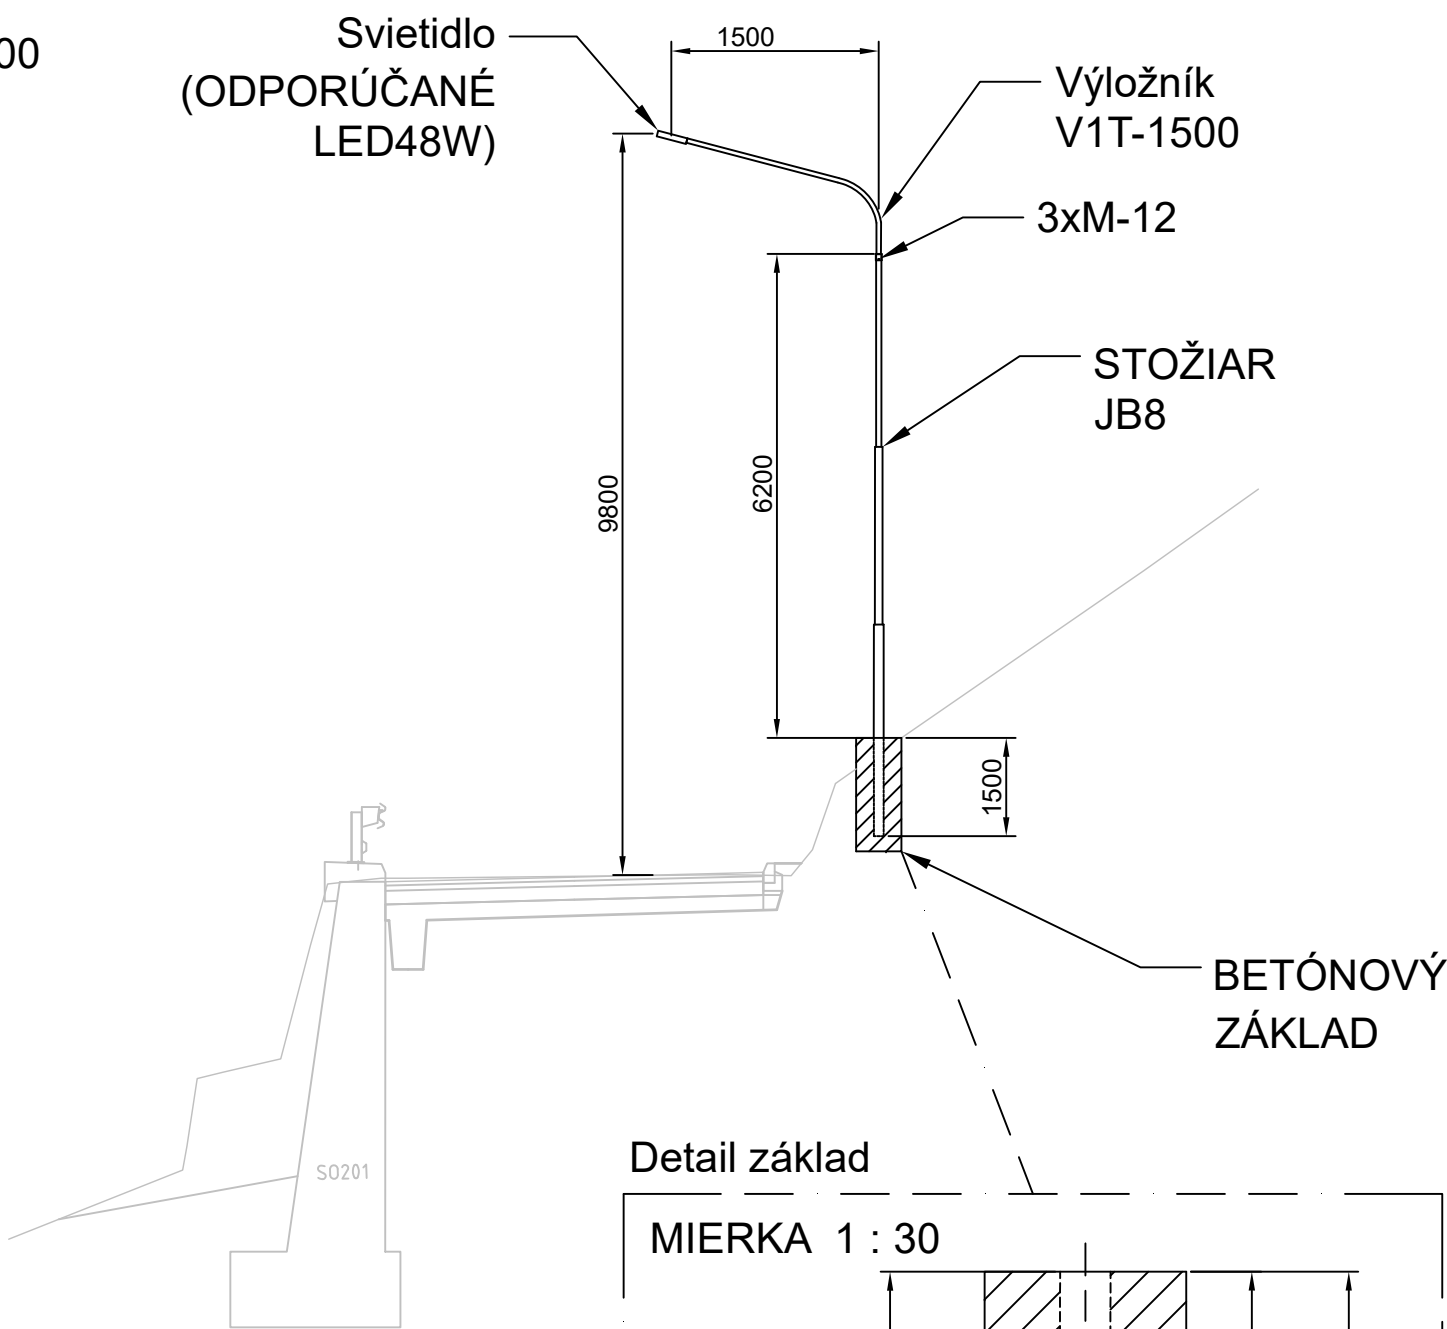 00
Svietidlo
(ODPORÚČANÉ
LED48W)
1500
Výložník
V1T-1500
3xM-12
STOŽIAR
JB8
9800
6200
1500
BETÓNOVÝ
ZÁKLAD
SO201
Detail základ
MIERKA 1 : 30